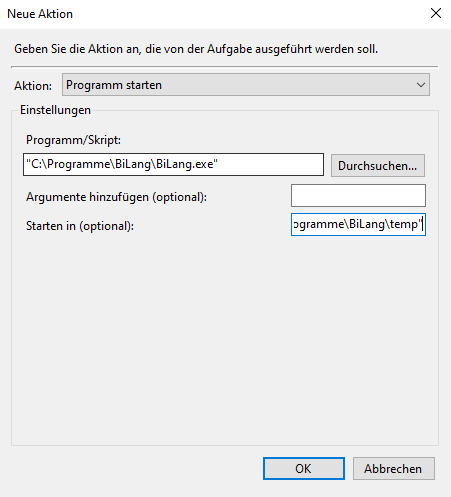 Neue Aktion
Geben Sie die Aktion an, die von der Aufgabe ausgeführt werden soll.
Aktion: Programm starten
Einstellungen
Programm/Skript:
"C:\Programme\BiLang\BiLang.exe" Durchsuchen...
Argumente hinzufügen (optional):
Starten in (optional): ogramme\BiLang\temp"
OK Abbrechen